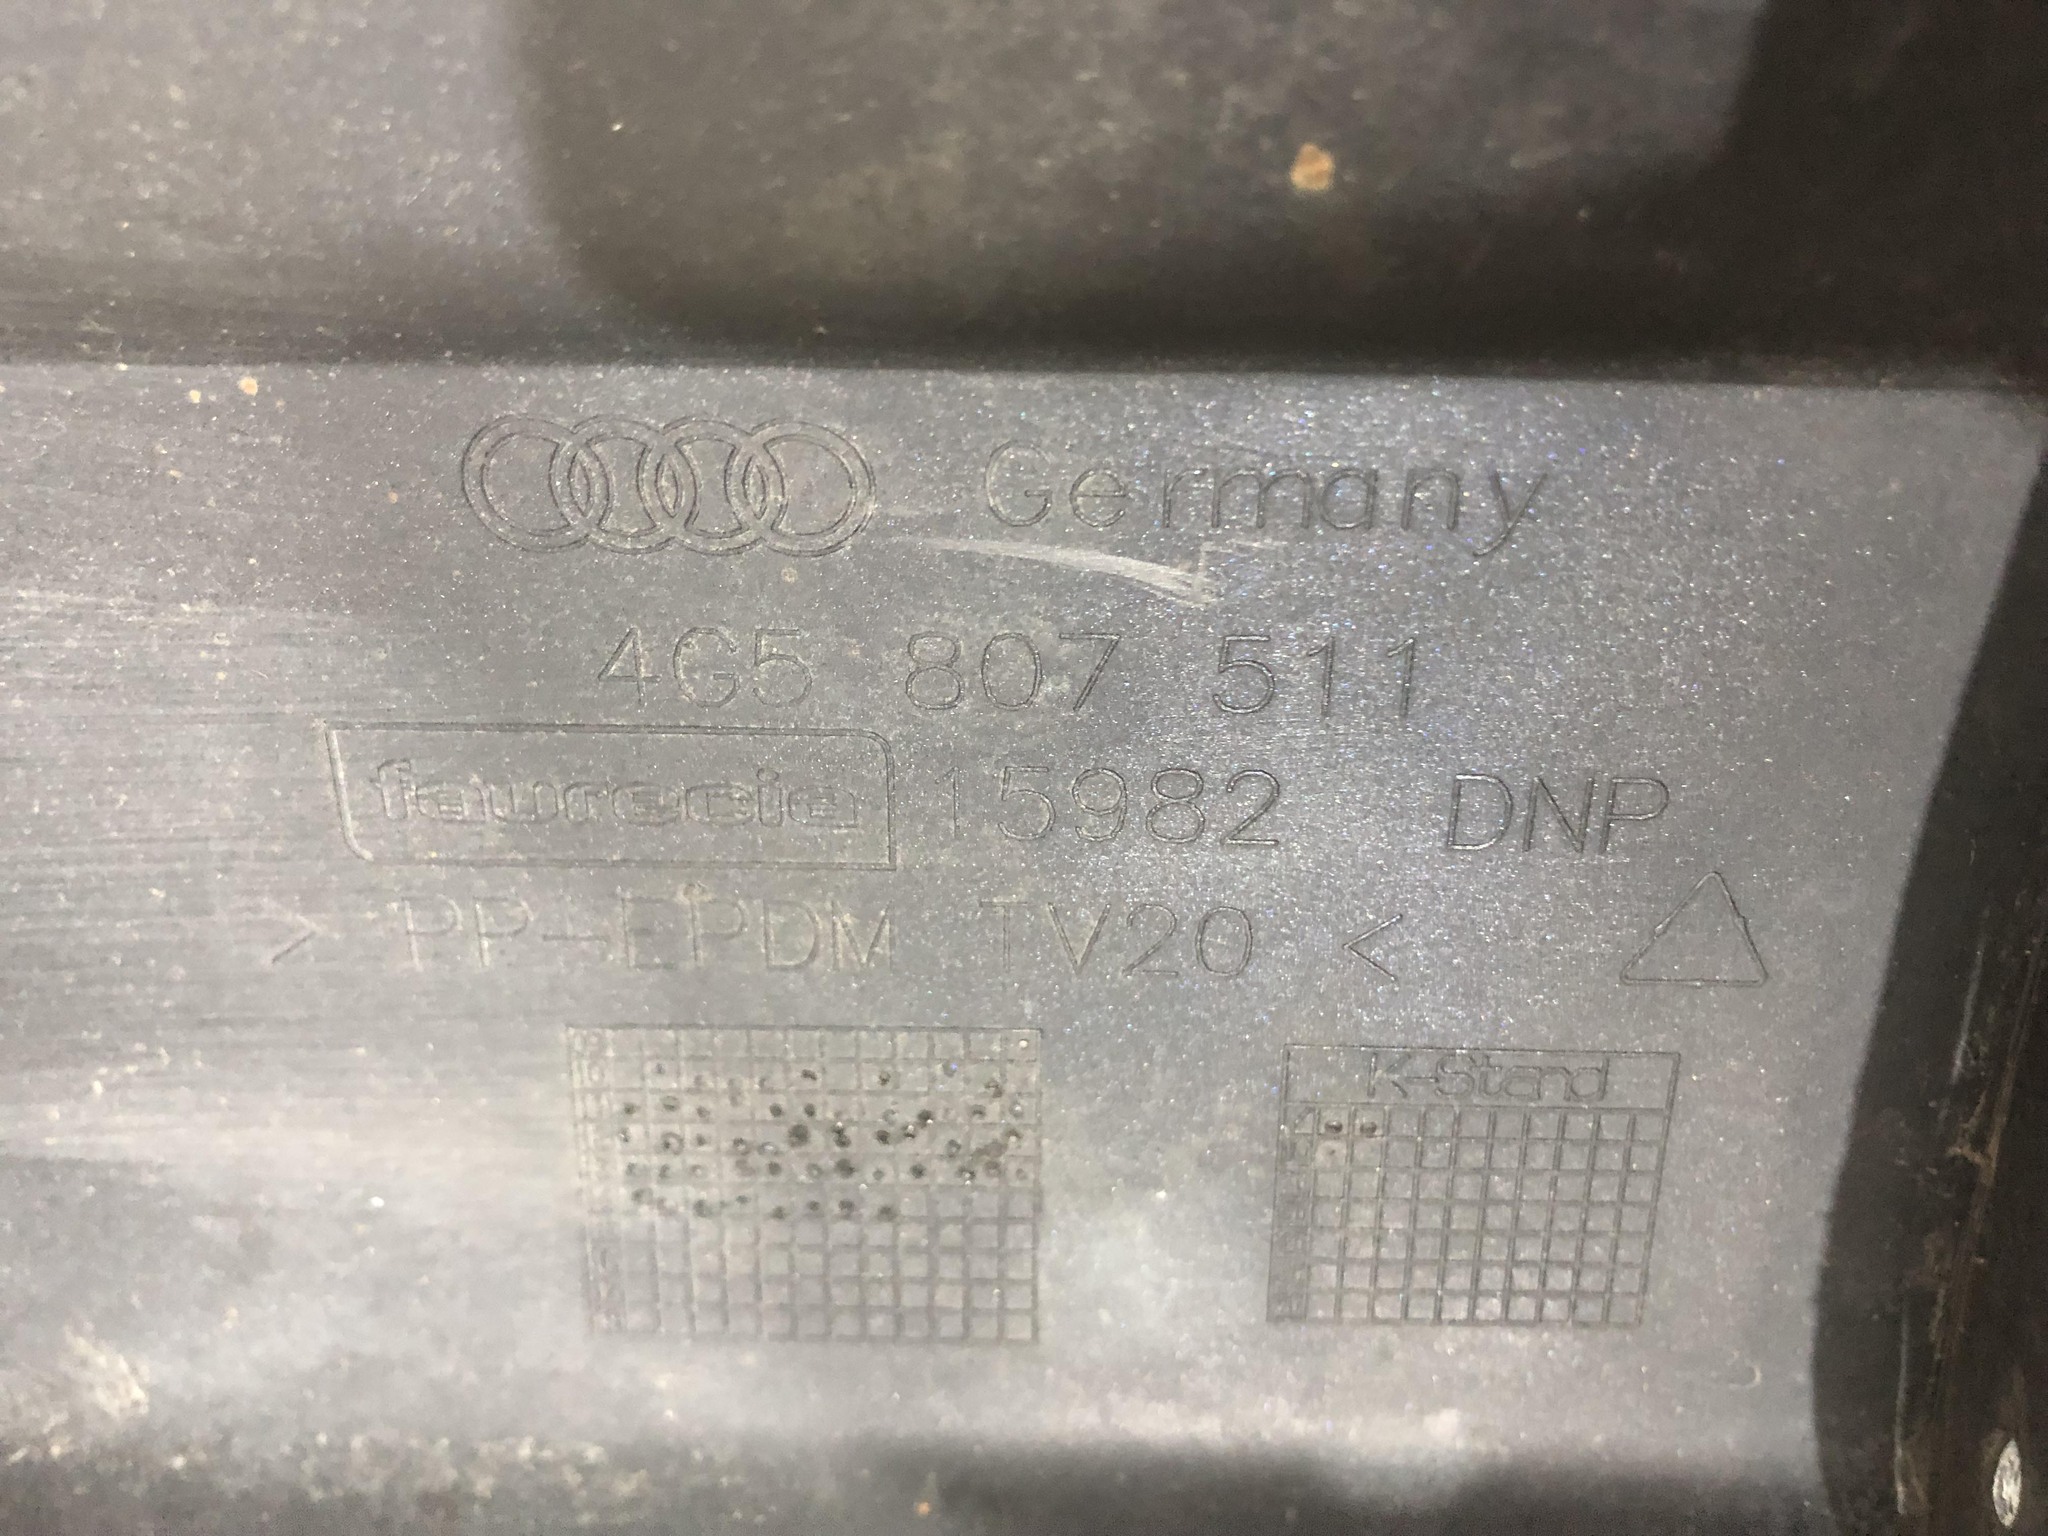 Germany
4G5 807 511
faurecia 15982 DNP
> PP-EPDM TV20 <
K-Stand